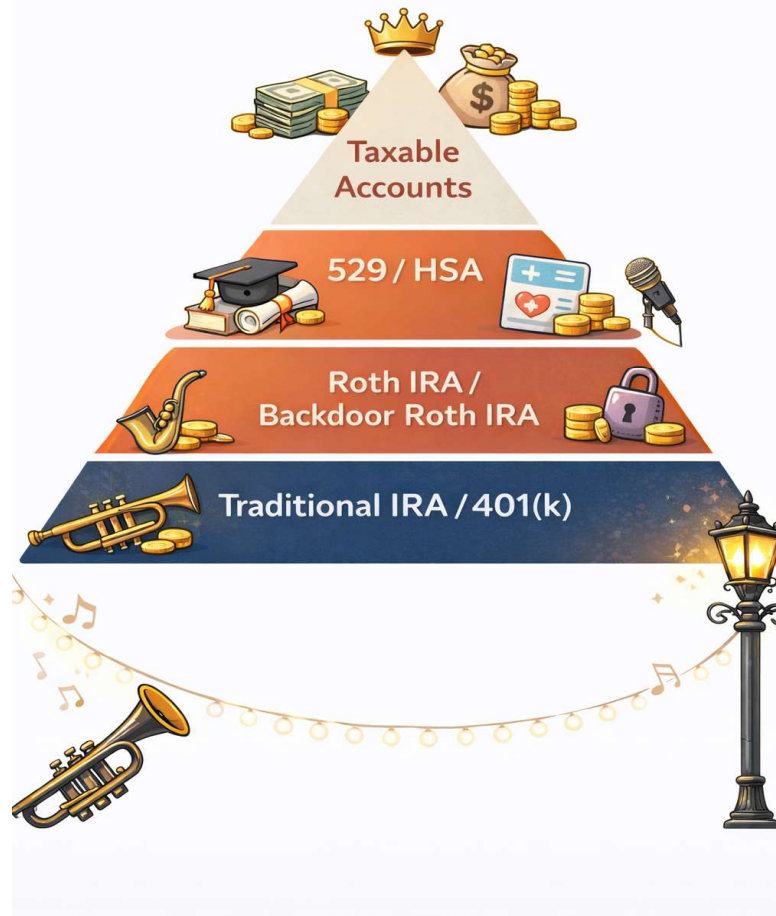 Taxable
Accounts
$
529 / HSA
Roth IRA /
Backdoor Roth IRA
Traditional IRA / 401(k)